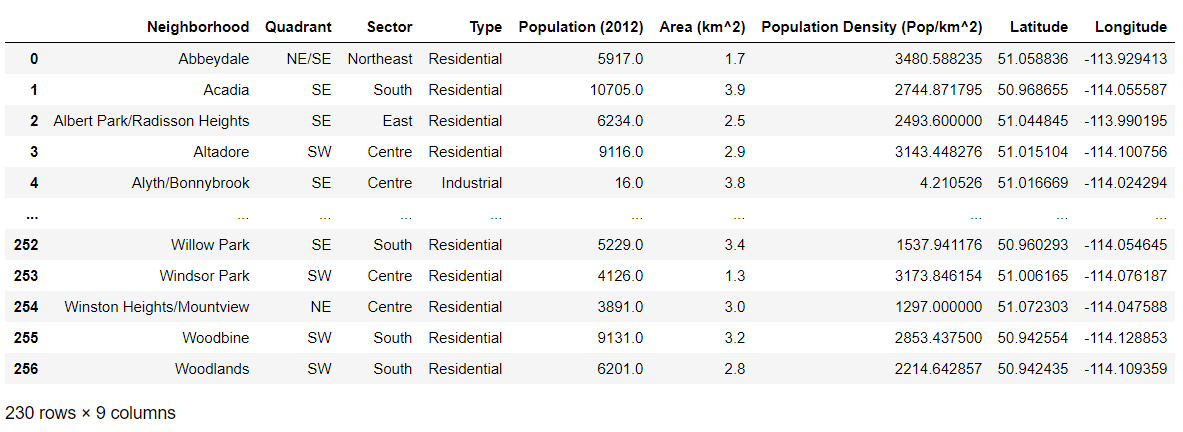 Neighborhood Quadrant Sector Type Population (2012) Area (km^2) Population Density (Pop/km^2) Latitude Longitude
0 Abbeydale NE/SE Northeast Residential 5917.0 1.7 3480.588235 51.058836 -113.929413
1 Acadia SE South Residential 10705.0 3.9 2744.871795 50.968655 -114.055587
2 Albert Park/Radisson Heights SE East Residential 6234.0 2.5 2493.600000 51.044845 -113.990195
3 Altadore SW Centre Residential 9116.0 2.9 3143.448276 51.015104 -114.100756
4 Alyth/Bonnybrook SE Centre Industrial 16.0 3.8 4.210526 51.016669 -114.024294
... ... ... ... ... ... ... ... ... ...
252 Willow Park SE South Residential 5229.0 3.4 1537.941176 50.960293 -114.054645
253 Windsor Park SW Centre Residential 4126.0 1.3 3173.846154 51.006165 -114.076187
254 Winston Heights/Mountview NE Centre Residential 3891.0 3.0 1297.000000 51.072303 -114.047588
255 Woodbine SW South Residential 9131.0 3.2 2853.437500 50.942554 -114.128853
256 Woodlands SW South Residential 6201.0 2.8 2214.642857 50.942435 -114.109359
230 rows × 9 columns